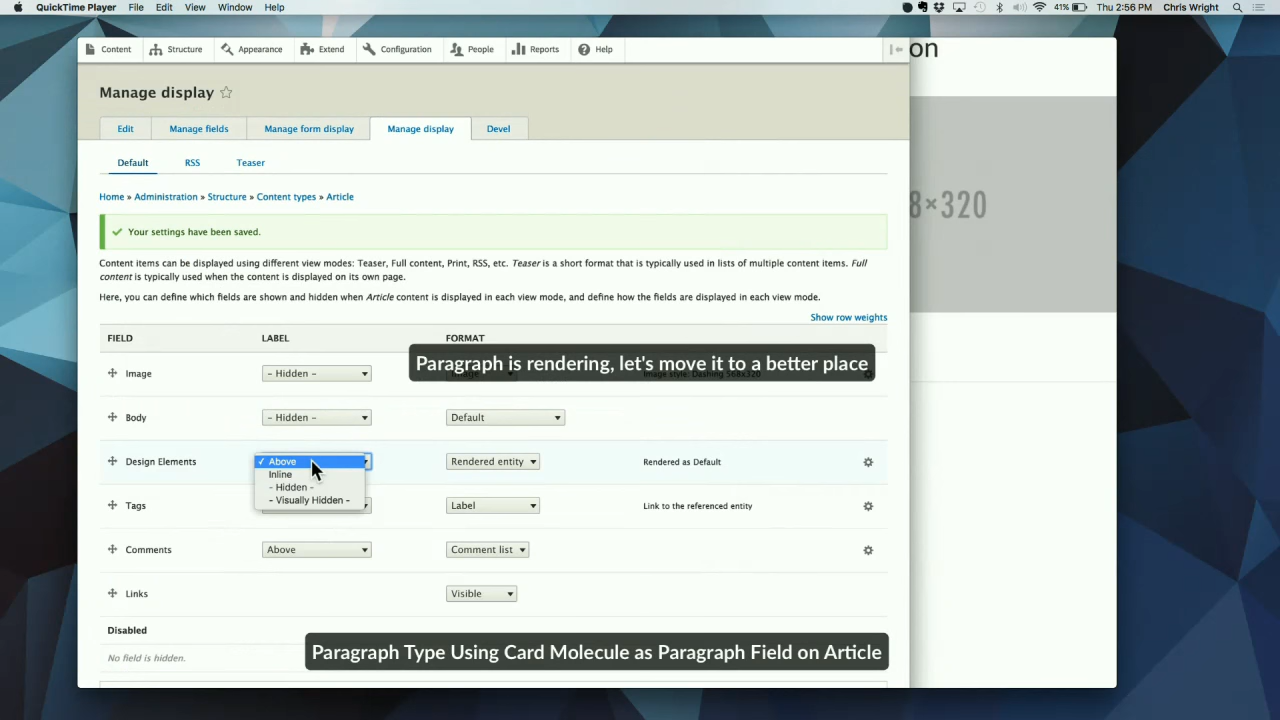 QuickTime Player File Edit View Window Help 41% Thu 2:56 PM Chris Wright
Content Structure Appearance Extend Configuration People Reports Help
on
Manage display
Edit Manage fields Manage form display Manage display Devel
Default RSS Teaser
Home » Administration » Structure » Content types » Article
8×320
Your settings have been saved.
Content items can be displayed using different view modes: Teaser, Full content, Print, RSS, etc. Teaser is a short format that is typically used in lists of multiple content items. Full
content is typically used when the content is displayed on its own page.
Here, you can define which fields are shown and hidden when Article content is displayed in each view mode, and define how the fields are displayed in each view mode.
Show row weights
FIELD LABEL FORMAT
Paragraph is rendering, let's move it to a better place
Image - Hidden - Image Image style: Dashing 568x320
Body - Hidden - Default
Design Elements ✓ Above Rendered entity Rendered as Default
Inline
- Hidden -
- Visually Hidden -
Tags Label Link to the referenced entity
Comments Above Comment list
Links Visible
Disabled
No field is hidden.
Paragraph Type Using Card Molecule as Paragraph Field on Article